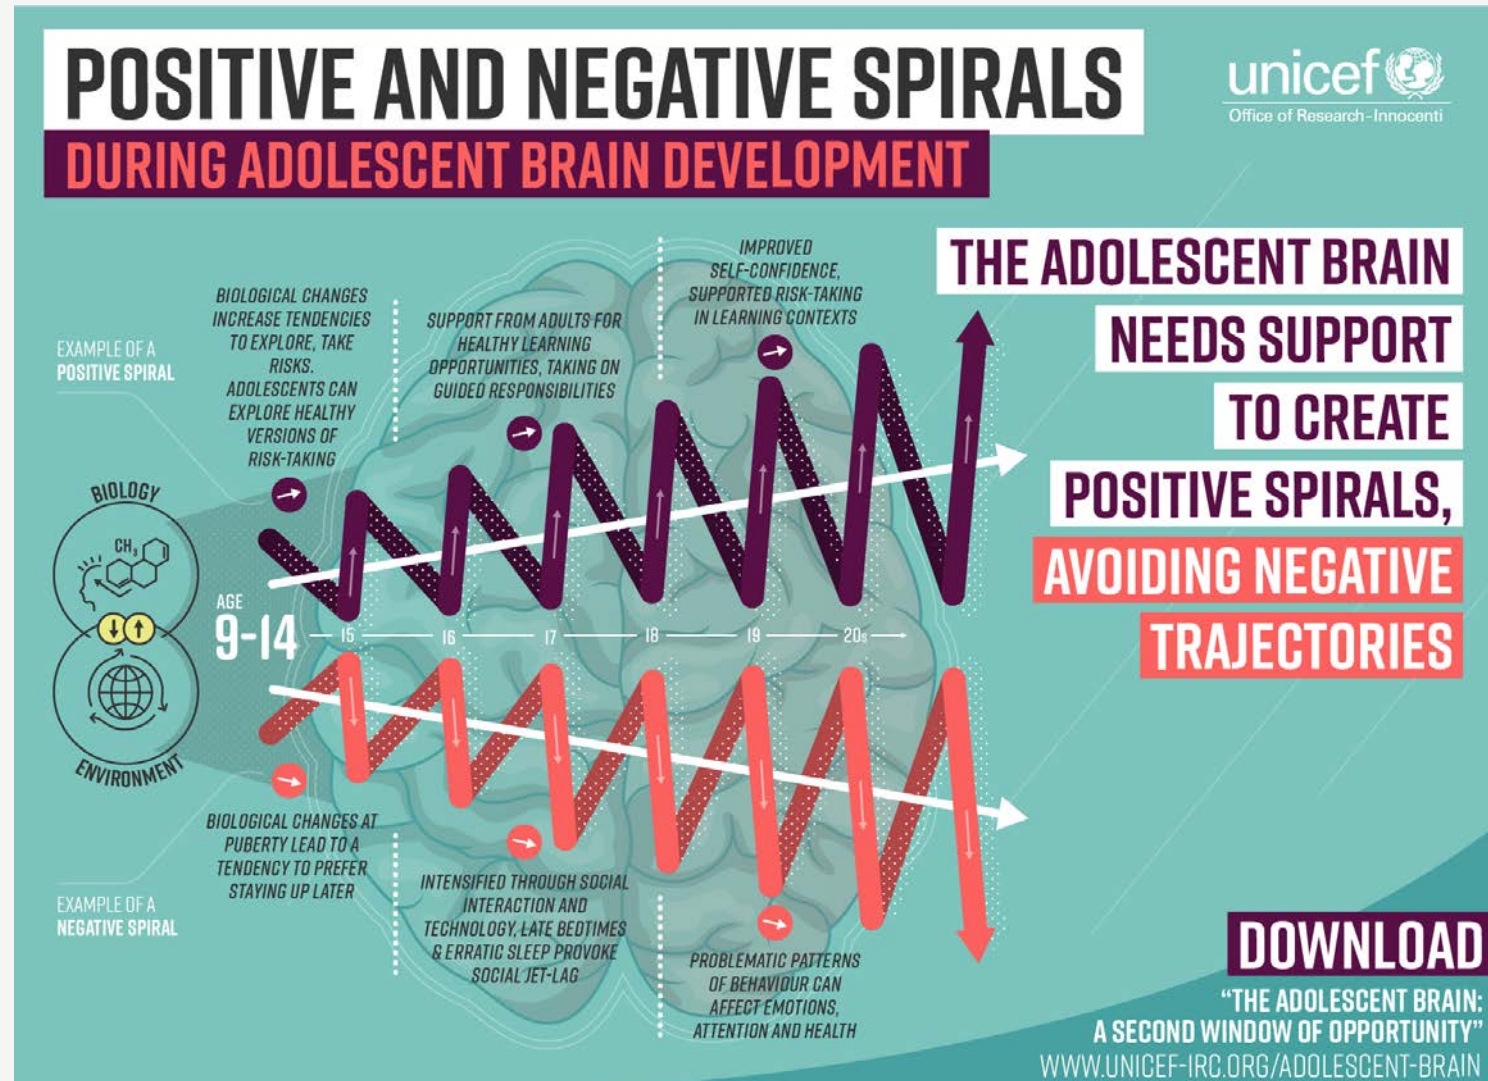 POSITIVE AND NEGATIVE SPIRALS
DURING ADOLESCENT BRAIN DEVELOPMENT
unicef
Office of Research-Innocenti
THE ADOLESCENT BRAIN
NEEDS SUPPORT
TO CREATE
POSITIVE SPIRALS,
AVOIDING NEGATIVE
TRAJECTORIES
EXAMPLE OF A
POSITIVE SPIRAL
BIOLOGICAL CHANGES
INCREASE TENDENCIES
TO EXPLORE, TAKE
RISKS.
ADOLESCENTS CAN
EXPLORE HEALTHY
VERSIONS OF
RISK-TAKING
SUPPORT FROM ADULTS FOR
HEALTHY LEARNING
OPPORTUNITIES, TAKING ON
GUIDED RESPONSIBILITIES
IMPROVED
SELF-CONFIDENCE,
SUPPORTED RISK-TAKING
IN LEARNING CONTEXTS
BIOLOGY
CH3
ENVIRONMENT
AGE
9-14 15 16 17 18 19 20s
BIOLOGICAL CHANGES AT
PUBERTY LEAD TO A
TENDENCY TO PREFER
STAYING UP LATER
INTENSIFIED THROUGH SOCIAL
INTERACTION AND
TECHNOLOGY, LATE BEDTIMES
& ERRATIC SLEEP PROVOKE
SOCIAL JET-LAG
PROBLEMATIC PATTERNS
OF BEHAVIOUR CAN
AFFECT EMOTIONS,
ATTENTION AND HEALTH
EXAMPLE OF A
NEGATIVE SPIRAL
DOWNLOAD
"THE ADOLESCENT BRAIN:
A SECOND WINDOW OF OPPORTUNITY"
WWW.UNICEF-IRC.ORG/ADOLESCENT-BRAIN